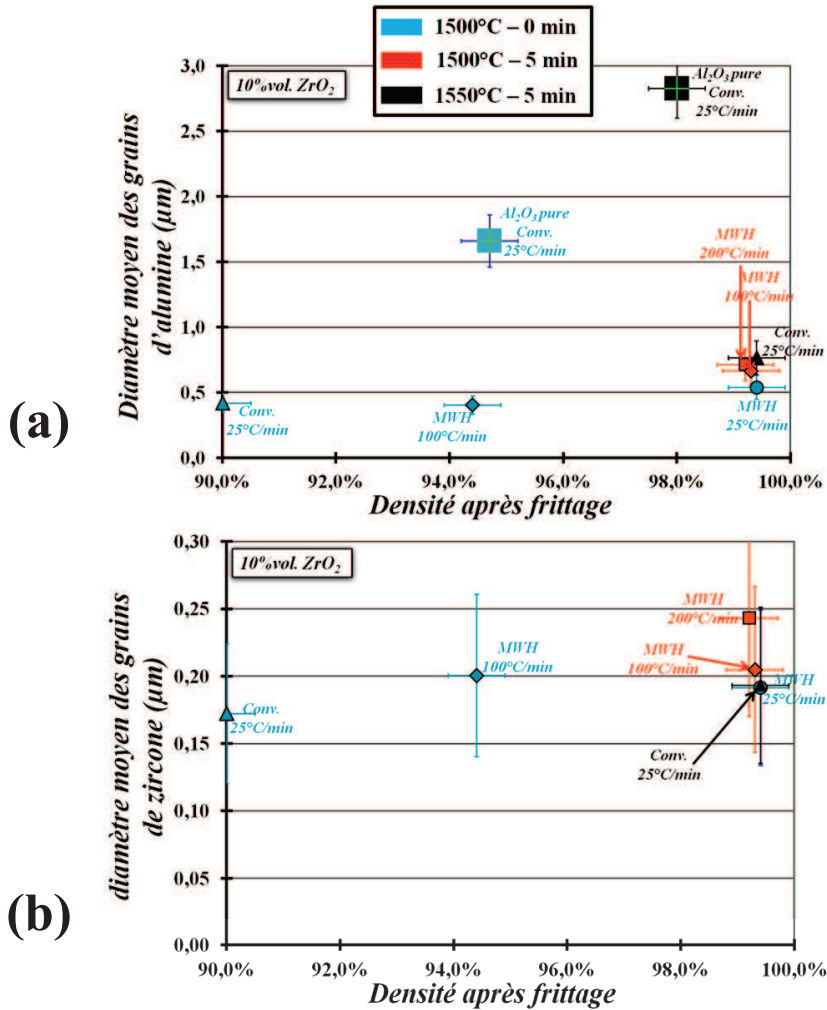 1500°C – 0 min
1500°C – 5 min
1550°C – 5 min
(a)
Diamètre moyen des grains
d'alumine (µm)
3,0
2,5
2,0
1,5
1,0
0,5
0,0
10%vol. ZrO₂
Al₂O₃ pure
Conv.
25°C/min
Al₂O₃ pure
Conv.
25°C/min
MWH
200°C/min
MWH
100°C/min
Conv.
25°C/min
Conv.
25°C/min
MWH
100°C/min
MWH
25°C/min
90,0%
92,0%
94,0%
96,0%
98,0%
100,0%
Densité après frittage
(b)
diamètre moyen des grains
de zircone (µm)
0,30
0,25
0,20
0,15
0,10
0,05
0,00
10%vol. ZrO₂
MWH
200°C/min
MWH
100°C/min
MWH
100°C/min
MWH
25°C/min
Conv.
25°C/min
Conv.
25°C/min
90,0%
92,0%
94,0%
96,0%
98,0%
100,0%
Densité après frittage